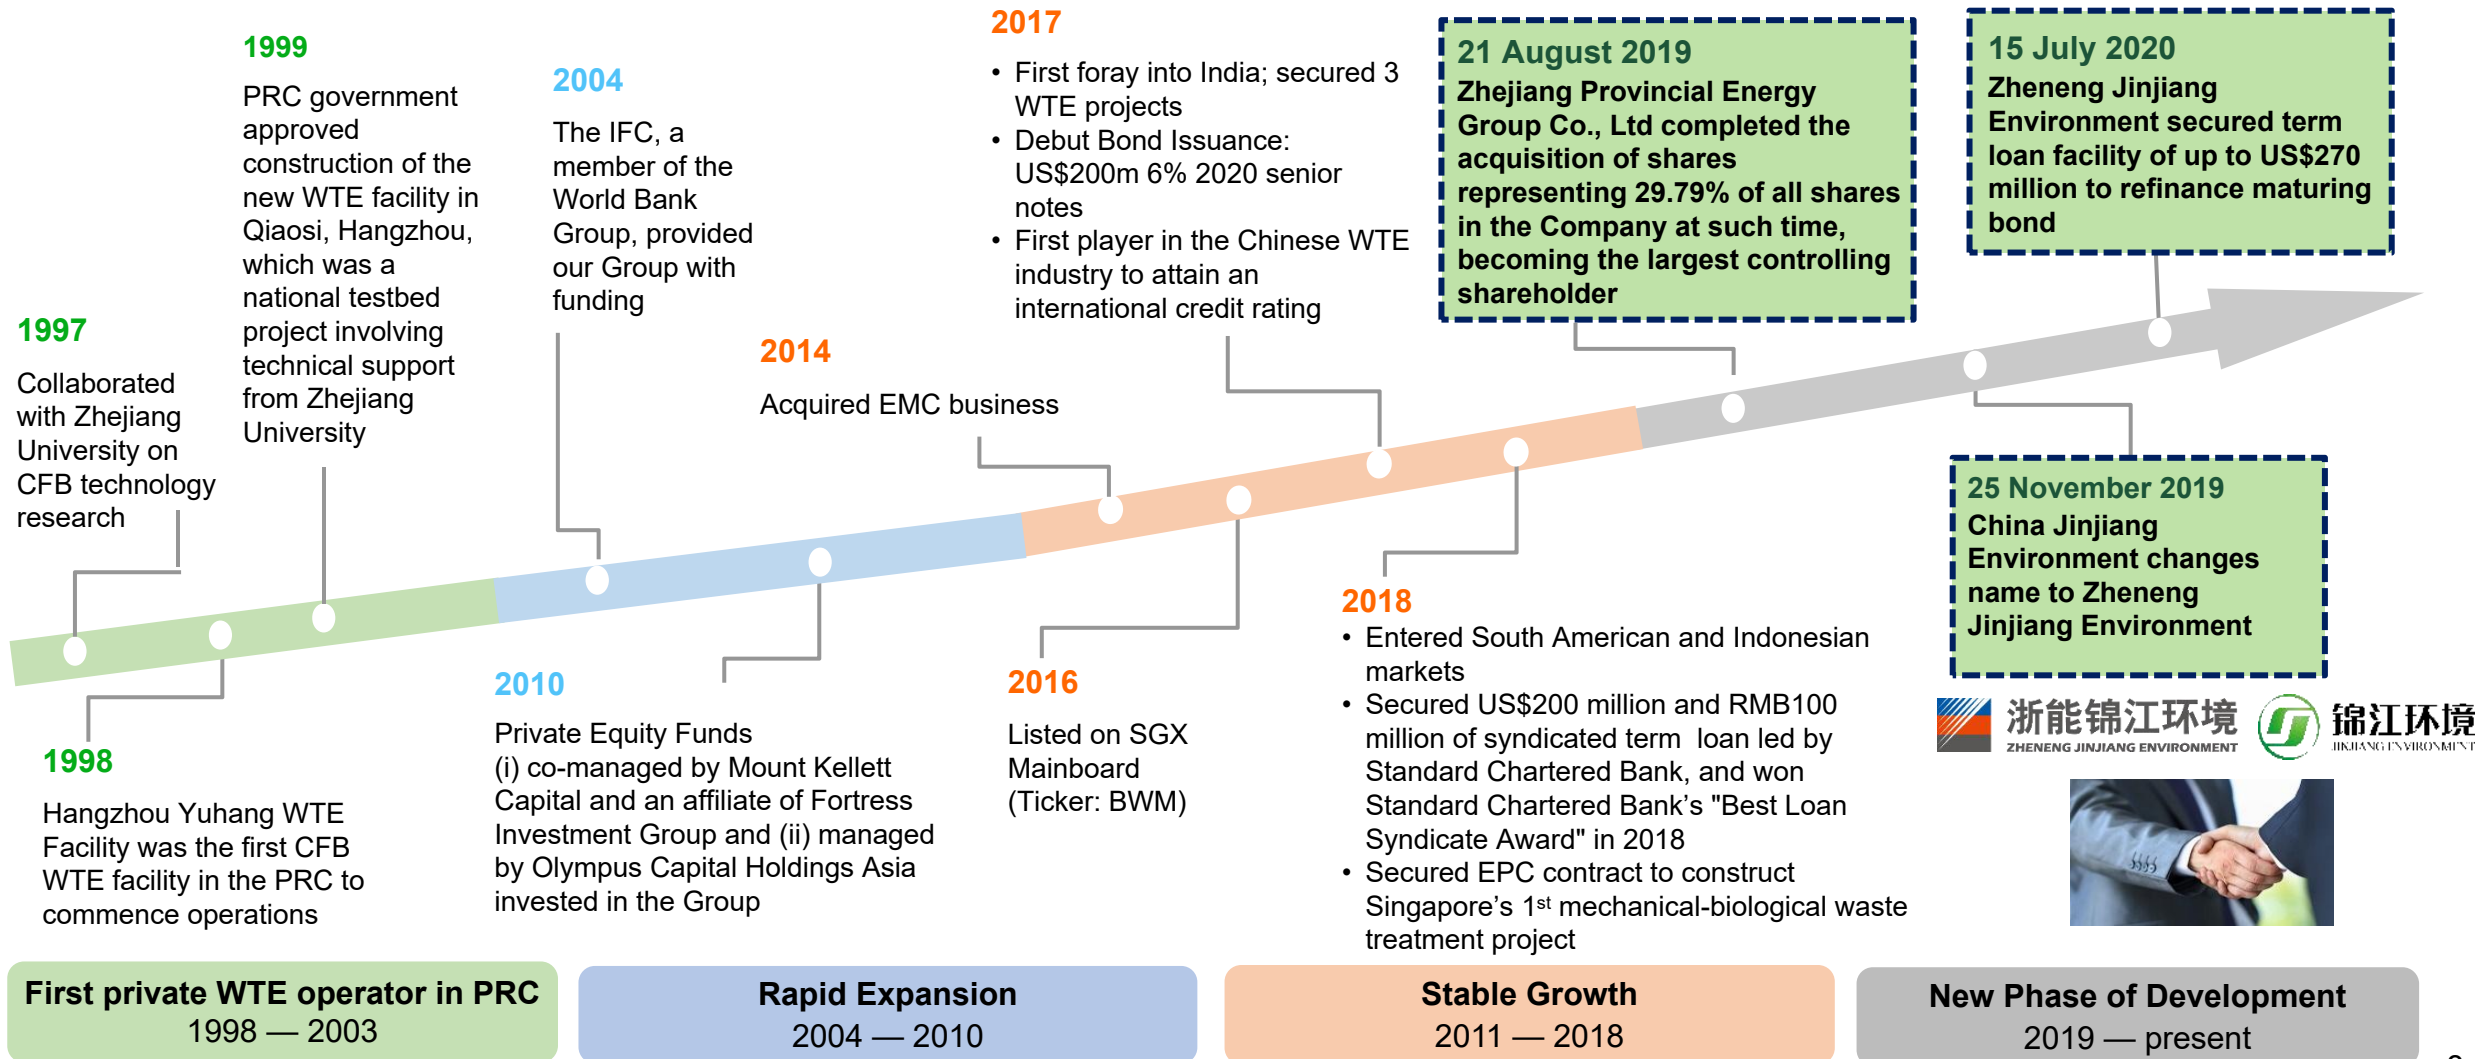 1997
Collaborated
with Zhejiang
University on
CFB technology
research
1999
PRC government
approved
construction of the
new WTE facility in
Qiaosi, Hangzhou,
which was a
national testbed
project involving
technical support
from Zhejiang
University
2004
The IFC, a
member of the
World Bank
Group, provided
our Group with
funding
2014
Acquired EMC business
2017
• First foray into India; secured 3
WTE projects
• Debut Bond Issuance:
US$200m 6% 2020 senior
notes
• First player in the Chinese WTE
industry to attain an
international credit rating
21 August 2019
Zhejiang Provincial Energy
Group Co., Ltd completed the
acquisition of shares
representing 29.79% of all shares
in the Company at such time,
becoming the largest controlling
shareholder
15 July 2020
Zheneng Jinjiang
Environment secured term
loan facility of up to US$270
million to refinance maturing
bond
1998
Hangzhou Yuhang WTE
Facility was the first CFB
WTE facility in the PRC to
commence operations
2010
Private Equity Funds
(i) co-managed by Mount Kellett
Capital and an affiliate of Fortress
Investment Group and (ii) managed
by Olympus Capital Holdings Asia
invested in the Group
2016
Listed on SGX
Mainboard
(Ticker: BWM)
2018
• Entered South American and Indonesian
markets
• Secured US$200 million and RMB100
million of syndicated term  loan led by
Standard Chartered Bank, and won
Standard Chartered Bank’s "Best Loan
Syndicate Award" in 2018
• Secured EPC contract to construct
Singapore’s 1st mechanical-biological waste
treatment project
25 November 2019
China Jinjiang
Environment changes
name to Zheneng
Jinjiang Environment
浙能锦江环境
ZHENENG JINJIANG ENVIRONMENT
锦江环境
JINJIANG ENVIRONMENT
First private WTE operator in PRC
1998 — 2003
Rapid Expansion
2004 — 2010
Stable Growth
2011 — 2018
New Phase of Development
2019 — present